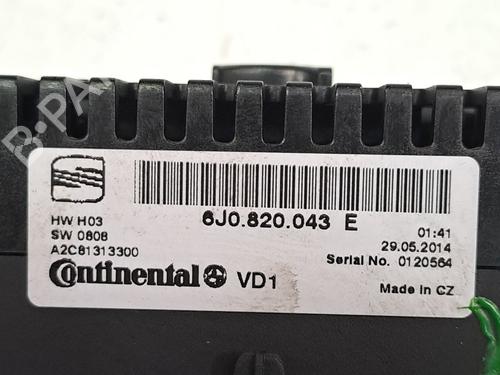 B-PA
6J0.820.043 E
HW H03
SW 0808
A2C81313300
01:41
29.05.2014
Serial No. 0120564
Continental VD1
Made in CZ